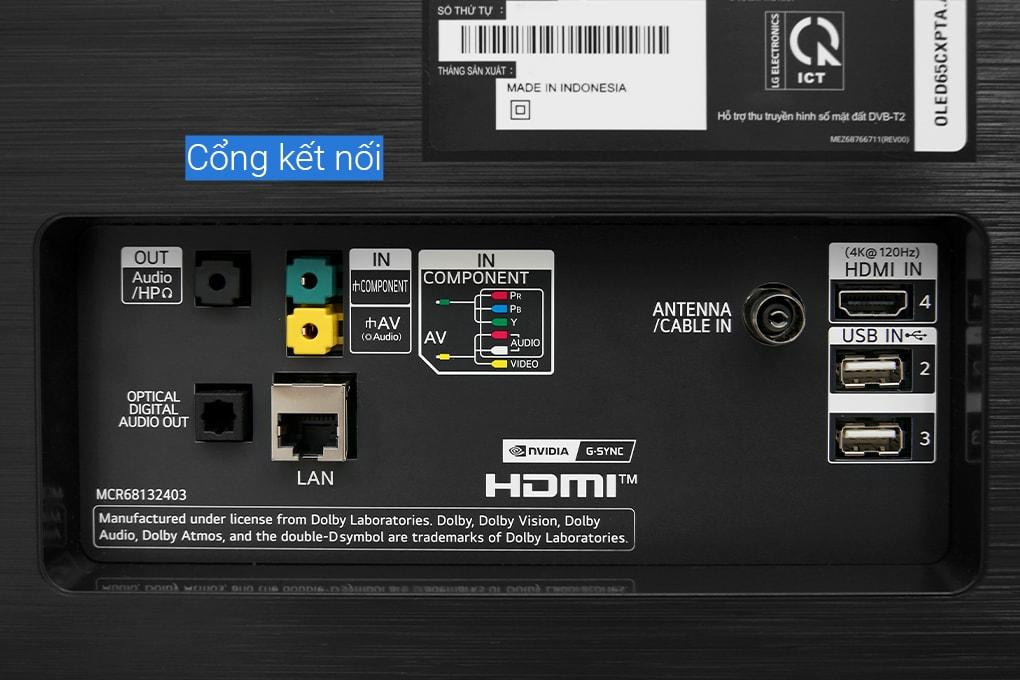 SỐ THỨ TỰ :
THÁNG SẢN XUẤT :
MADE IN INDONESIA
LG ELECTRONICS
ICT
Hỗ trợ thu truyền hình số mặt đất DVB-T2
MEZ68766711(REV00)
OLED65CXPTA.
Cổng kết nối
OUT
Audio
/HP
IN
COMPONENT
AV
(Audio)
IN
COMPONENT
PR
PB
Y
AV
AUDIO
VIDEO
ANTENNA
/CABLE IN
(4K@120Hz)
HDMI IN
4
USB IN
2
3
OPTICAL
DIGITAL
AUDIO OUT
LAN
NVIDIA G-SYNC
HDMI™
MCR68132403
Manufactured under license from Dolby Laboratories. Dolby, Dolby Vision, Dolby
Audio, Dolby Atmos, and the double-D symbol are trademarks of Dolby Laboratories.